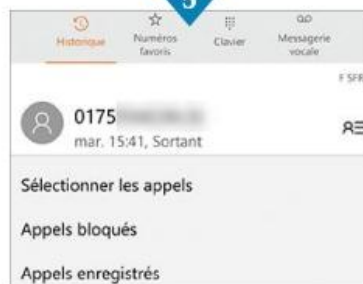 5
Historique
Numéros
favoris
Clavier
Messagerie
vocale
F SFR
0175
mar. 15:41, Sortant
Sélectionner les appels
Appels bloqués
Appels enregistrés